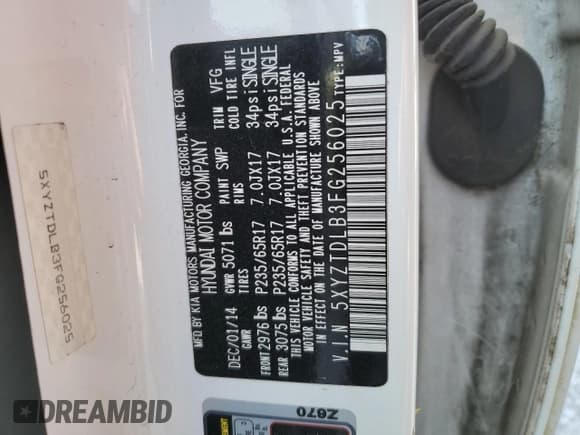 MFD BY KIA MOTORS MANUFACTURING GEORGIA, INC. FOR
HYUNDAI MOTOR COMPANY
DEC/01/14 GVWR 5071 lbs PAINT SWP TRIM VFG
GAWR TIRES RIMS COLD TIRE INFL
FRONT 2976 lbs P235/65R17 7.0JX17 34psi SINGLE
REAR 3075 lbs P235/65R17 7.0JX17 34psi SINGLE
THIS VEHICLE CONFORMS TO ALL APPLICABLE U.S.A. FEDERAL
MOTOR VEHICLE SAFETY AND THEFT PREVENTION STANDARDS
IN EFFECT ON THE DATE OF MANUFACTURE SHOWN ABOVE
V.I.N 5XYZTDLB3FG256025 TYPE:MPV
5XYZTDLB3FG256025
Z670
DREAMBID